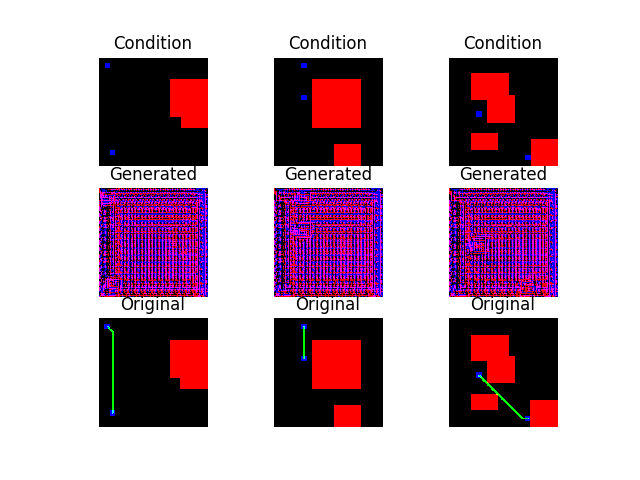 Condition
Condition
Condition
Generated
Generated
Generated
Original
Original
Original